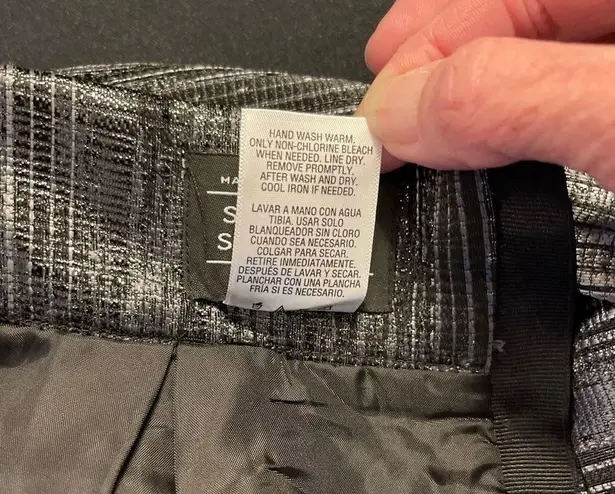 HAND WASH WARM.
ONLY NON-CHLORINE BLEACH
WHEN NEEDED. LINE DRY.
REMOVE PROMPTLY.
AFTER WASH AND DRY.
COOL IRON IF NEEDED.
LAVAR A MANO CON AGUA
TIBIA. USAR SOLO
BLANQUEADOR SIN CLORO
CUANDO SEA NECESARIO.
COLGAR PARA SECAR.
RETIRE INMEDIATAMENTE.
DESPUÉS DE LAVAR Y SECAR.
PLANCHAR CON UNA PLANCHA
FRÍA SI ES NECESARIO.